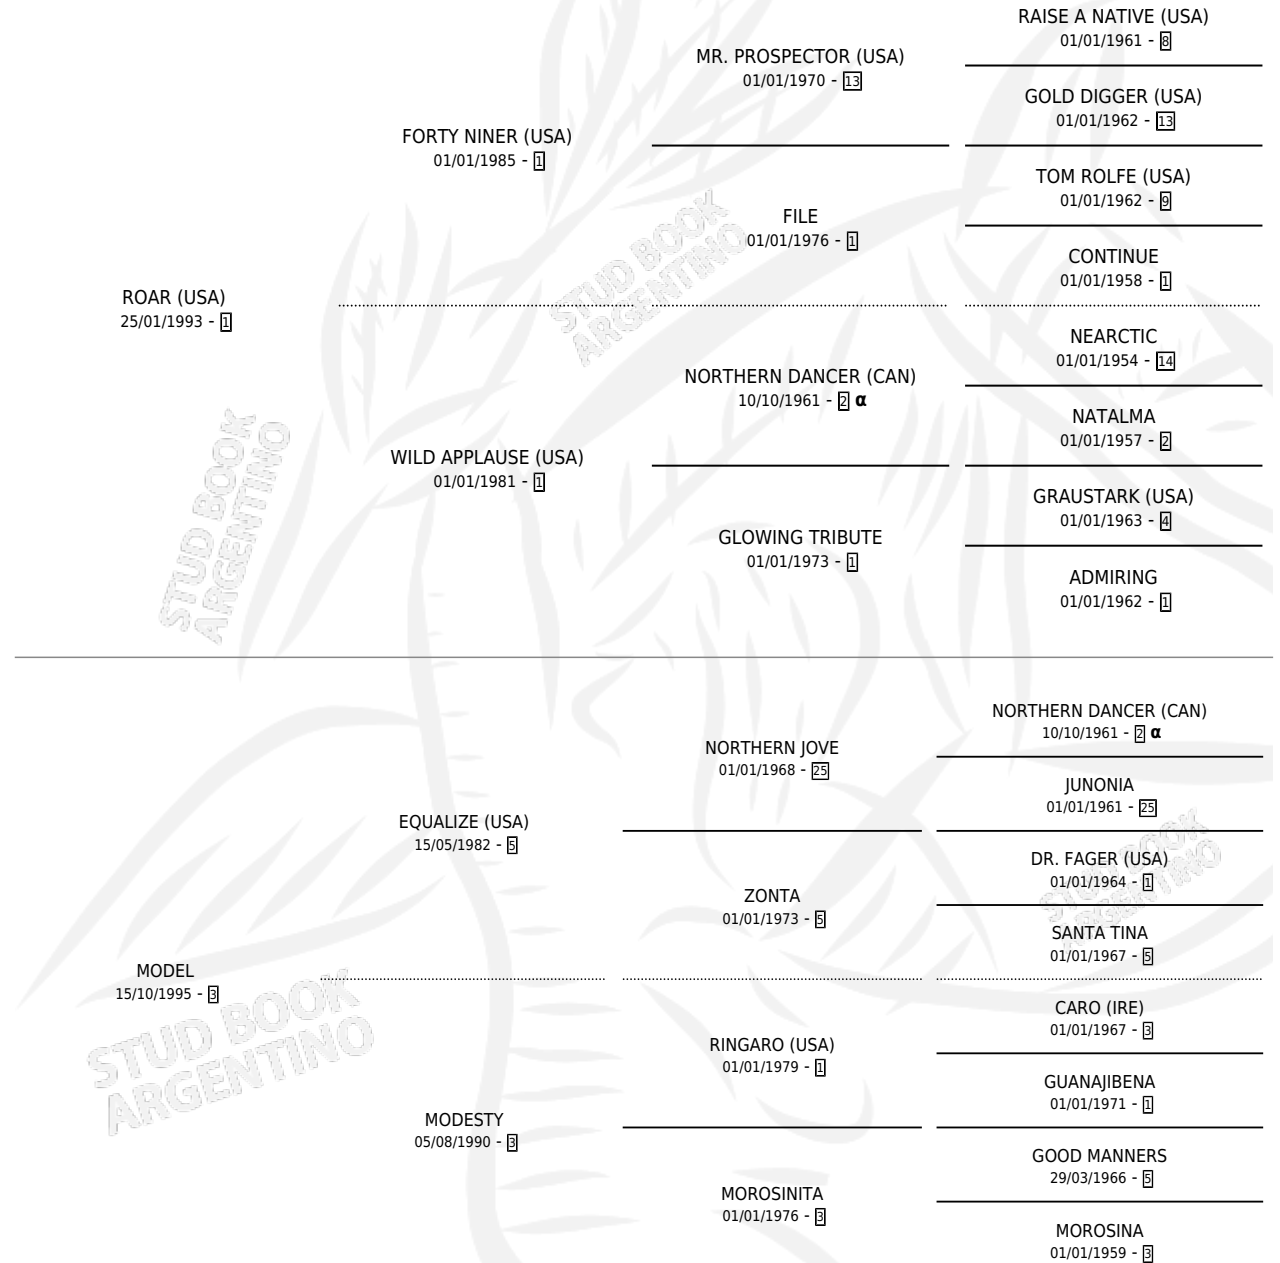 RAISE A NATIVE (USA)
01/01/1961 - 8
MR. PROSPECTOR (USA)
01/01/1970 - 13
GOLD DIGGER (USA)
01/01/1962 - 13
FORTY NINER (USA)
01/01/1985 - 1
TOM ROLFE (USA)
01/01/1962 - 9
FILE
01/01/1976 - 1
CONTINUE
01/01/1958 - 1
ROAR (USA)
25/01/1993 - 1
NEARCTIC
01/01/1954 - 14
NORTHERN DANCER (CAN)
10/10/1961 - 2 α
NATALMA
01/01/1957 - 2
WILD APPLAUSE (USA)
01/01/1981 - 1
GRAUSTARK (USA)
01/01/1963 - 4
GLOWING TRIBUTE
01/01/1973 - 1
ADMIRING
01/01/1962 - 1
STUD BOOK
ARGENTINO
STUD BOOK
ARGENTINO
NORTHERN DANCER (CAN)
10/10/1961 - 2 α
NORTHERN JOVE
01/01/1968 - 25
JUNONIA
01/01/1961 - 25
EQUALIZE (USA)
15/05/1982 - 5
DR. FAGER (USA)
01/01/1964 - 1
ZONTA
01/01/1973 - 5
SANTA TINA
01/01/1967 - 5
MODEL
15/10/1995 - 3
CARO (IRE)
01/01/1967 - 3
RINGARO (USA)
01/01/1979 - 1
GUANAJIBENA
01/01/1971 - 1
MODESTY
05/08/1990 - 3
GOOD MANNERS
29/03/1966 - 5
MOROSINITA
01/01/1976 - 3
MOROSINA
01/01/1959 - 3
STUD BOOK
ARGENTINO
STUD BOOK
ARGENTINO